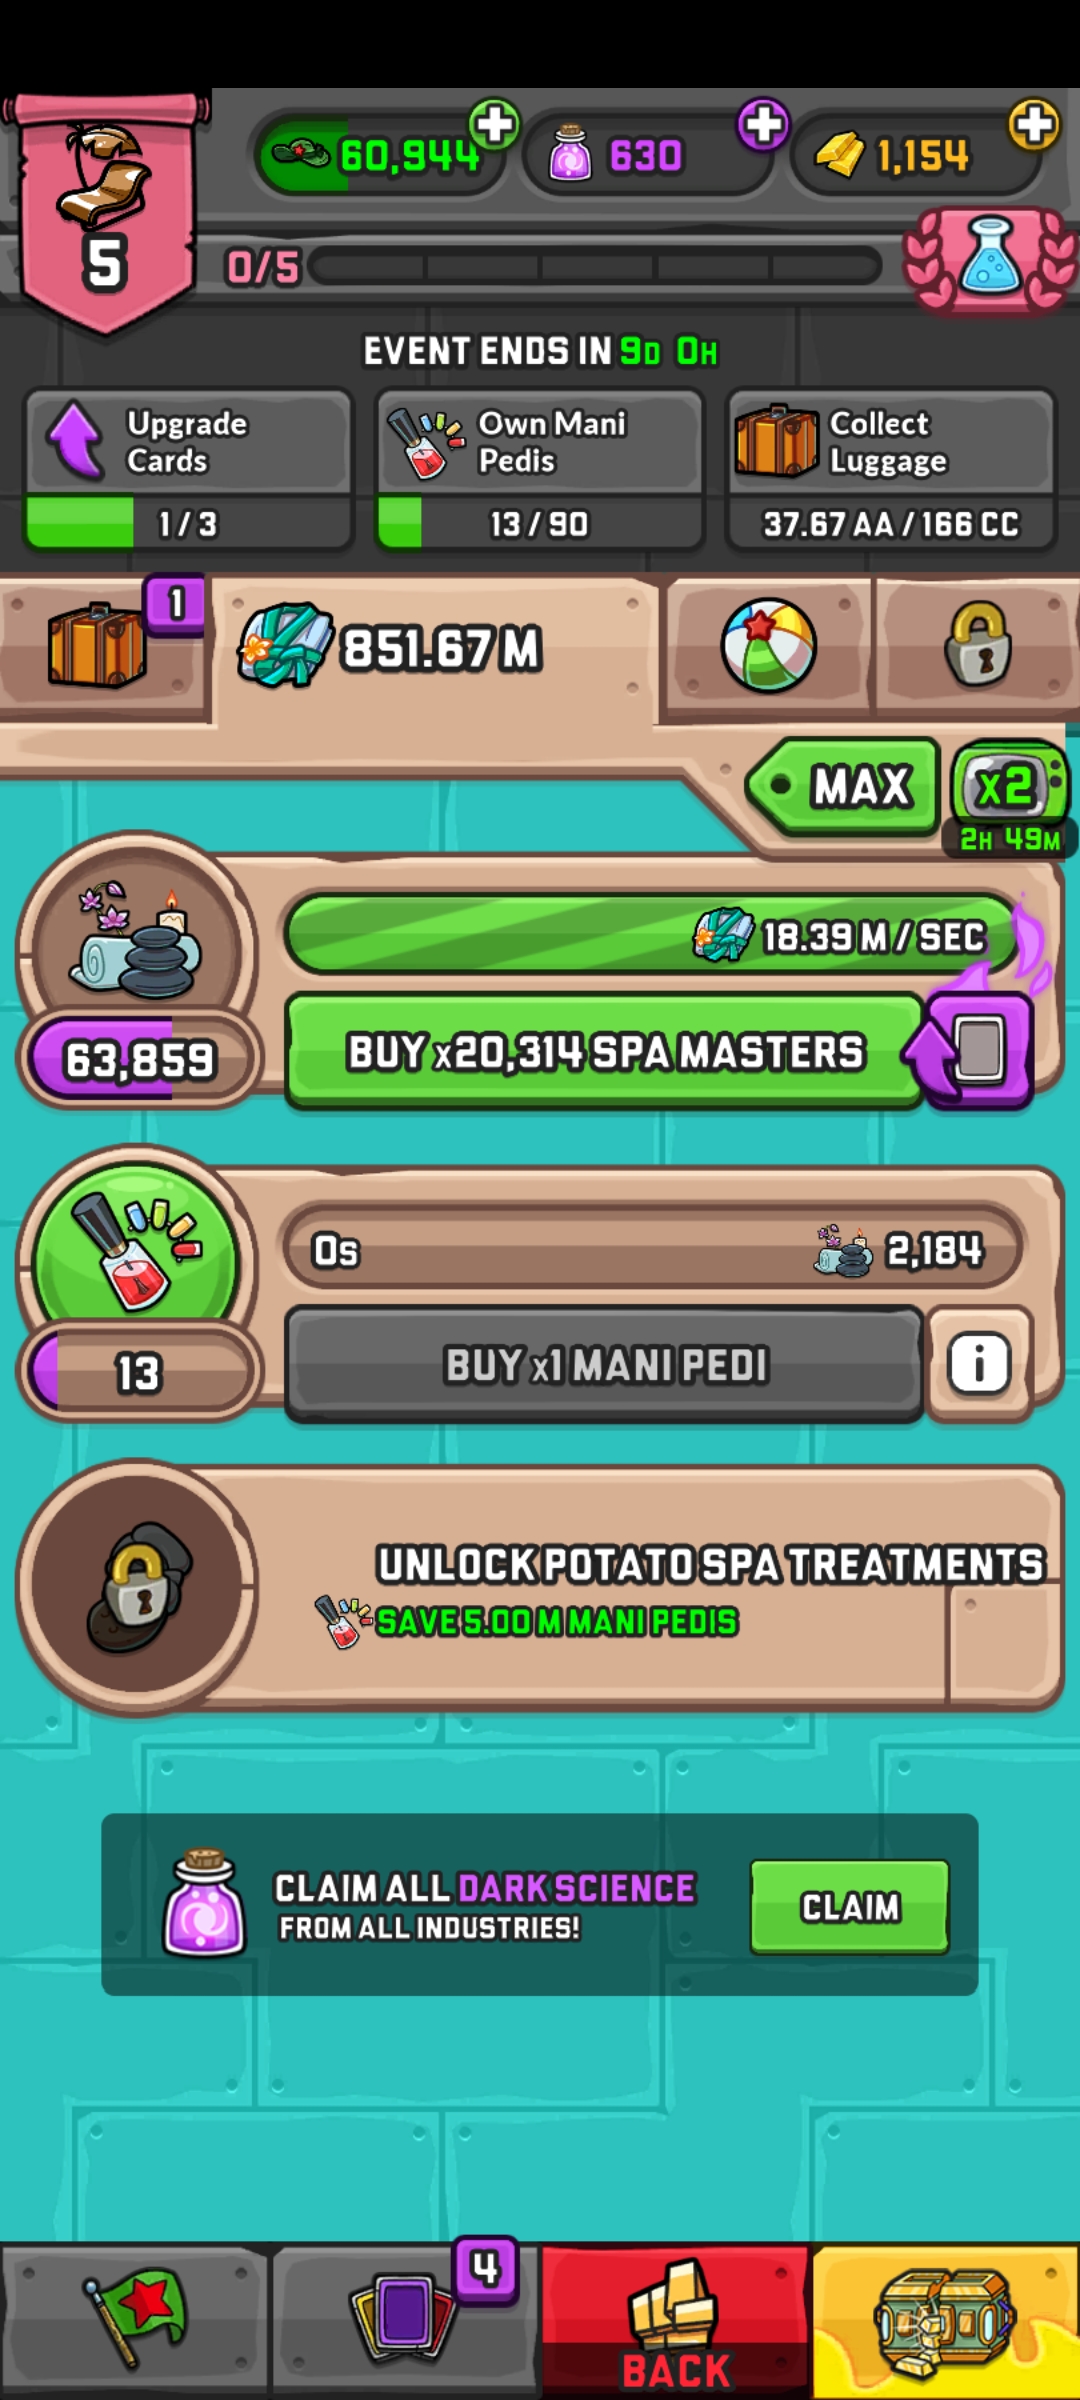 60,944
630
1,154
5
0/5
EVENT ENDS IN 9D 0H
Upgrade
Cards
1 / 3
Own Mani
Pedis
13 / 90
Collect
Luggage
37.67 AA / 166 CC
1
851.67 M
MAX
x2
2H 49M
18.39 M / SEC
63,859
BUY x20,314 SPA MASTERS
0s
2,184
13
BUY x1 MANI PEDI
i
UNLOCK POTATO SPA TREATMENTS
SAVE 5.00 M MANI PEDIS
CLAIM ALL DARK SCIENCE
FROM ALL INDUSTRIES!
CLAIM
4
BACK